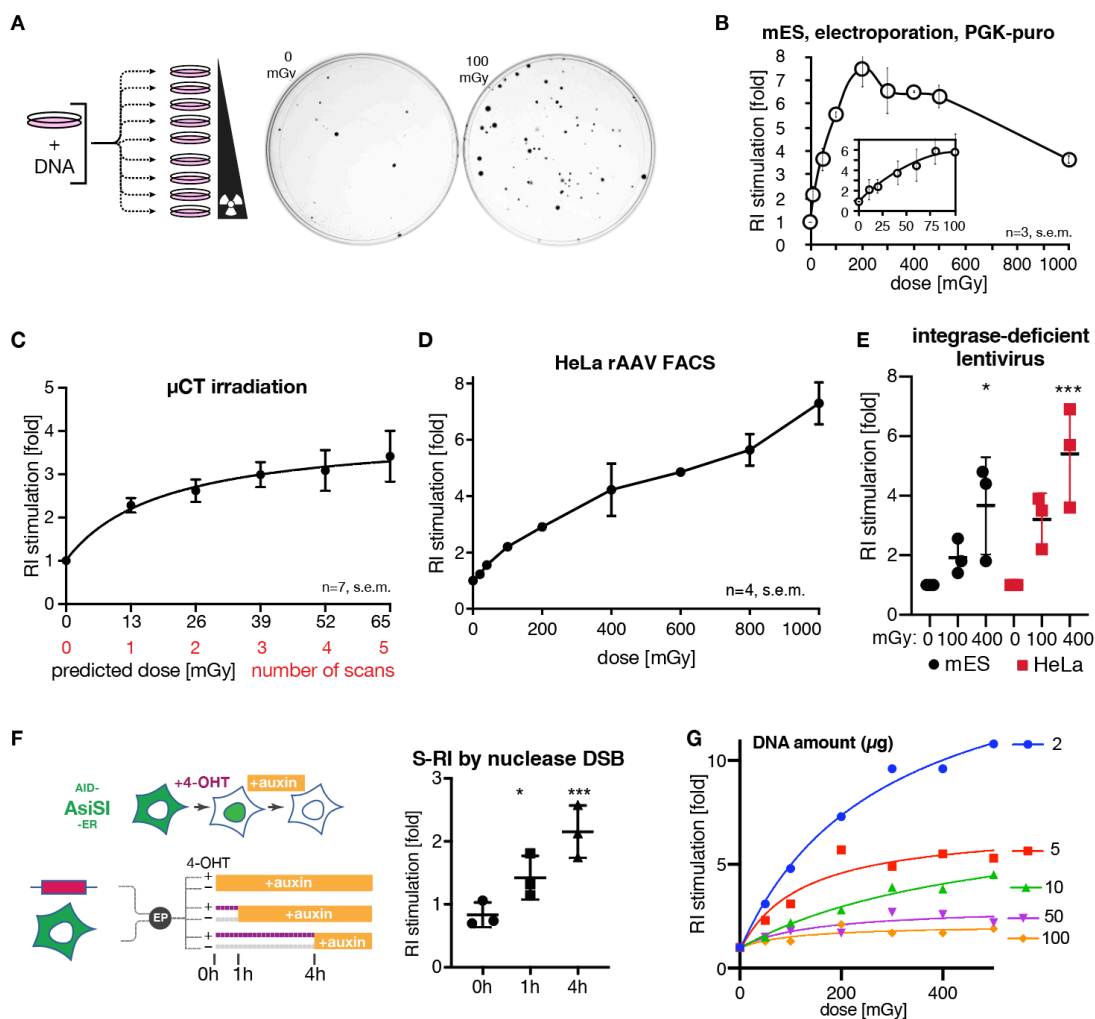 A
0
mGy
100
mGy
+
DNA
B
mES, electroporation, PGK-puro
RI stimulation [fold]
8
7
6
5
4
3
2
1
0
6
4
2
0
0 25 50 75 100
n=3, s.e.m.
0 200 400 600 800 1000
dose [mGy]
C
µCT irradiation
RI stimulation [fold]
5
4
3
2
1
0
n=7, s.e.m.
0 13 26 39 52 65
0 1 2 3 4 5
predicted dose [mGy] number of scans
D
HeLa rAAV FACS
RI stimulation [fold]
8
6
4
2
0
n=4, s.e.m.
0 200 400 600 800 1000
dose [mGy]
E
integrase-deficient
lentivirus
RI stimularion [fold]
8
6
4
2
0
* ***
mGy: 0 100 400 0 100 400
mES HeLa
F
AID-
AsiSI
-ER
+4-OHT
+auxin
4-OHT
+
−
+auxin
+
−
+auxin
+
−
+auxin
EP
0h 1h 4h
S-RI by nuclease DSB
RI stimulation [fold]
3
2
1
0
* ***
0h 1h 4h
G
DNA amount (µg)
RI stimulation [fold]
10
5
0
2
5
10
50
100
0 200 400
dose [mGy]